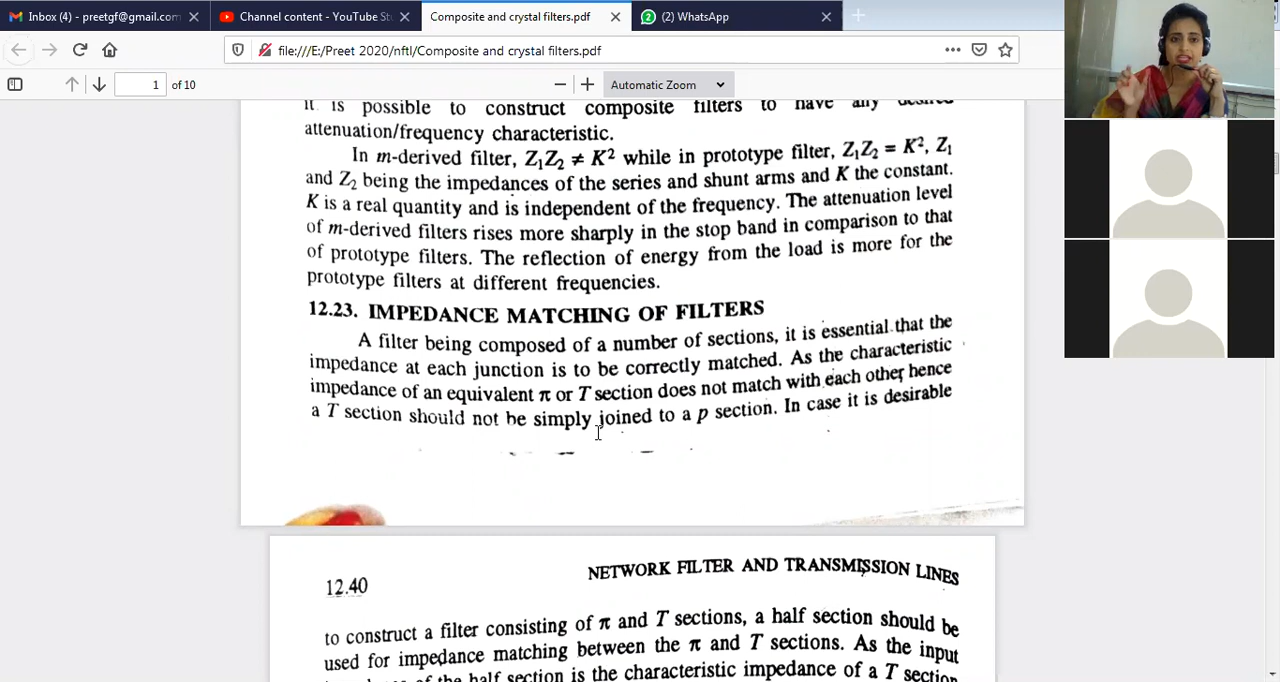 Inbox (4) - preetgf@gmail.com
Channel content - YouTube St
Composite and crystal filters.pdf
(2) WhatsApp
file:///E:/Preet 2020/nftl/Composite and crystal filters.pdf
1 of 10
Automatic Zoom
it is possible to construct composite filters to have any desired
attenuation/frequency characteristic.
In m-derived filter, Z₁Z₂ ≠ K² while in prototype filter, Z₁Z₂ = K², Z₁
and Z₂ being the impedances of the series and shunt arms and K the constant.
K is a real quantity and is independent of the frequency. The attenuation level
of m-derived filters rises more sharply in the stop band in comparison to that
of prototype filters. The reflection of energy from the load is more for the
prototype filters at different frequencies.
12.23. IMPEDANCE MATCHING OF FILTERS
A filter being composed of a number of sections, it is essential that the
impedance at each junction is to be correctly matched. As the characteristic
impedance of an equivalent π or T section does not match with each other, hence
a T section should not be simply joined to a p section. In case it is desirable
12.40
NETWORK FILTER AND TRANSMISSION LINES
to construct a filter consisting of π and T sections, a half section should be
used for impedance matching between the π and T sections. As the input
of the half section is the characteristic impedance of a T section